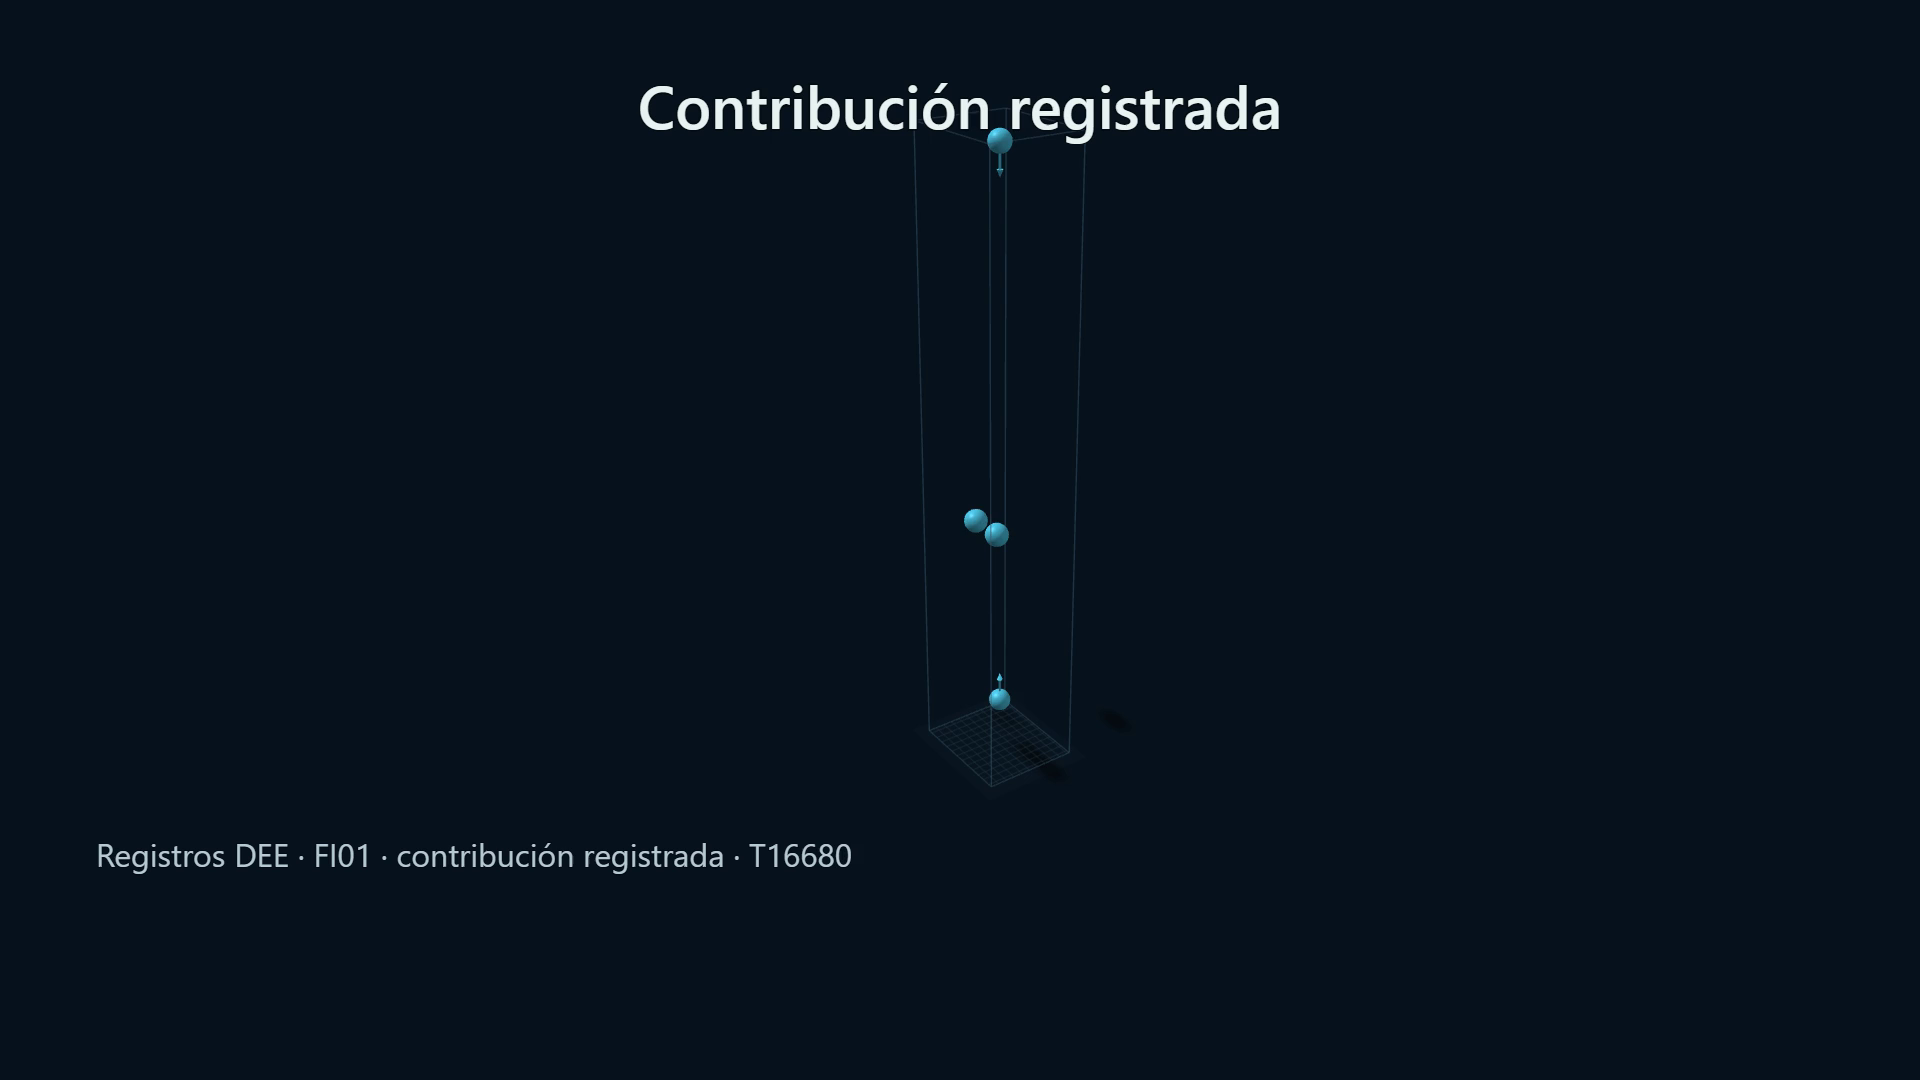 Contribución registrada
Registros DEE · FI01 · contribución registrada · T16680